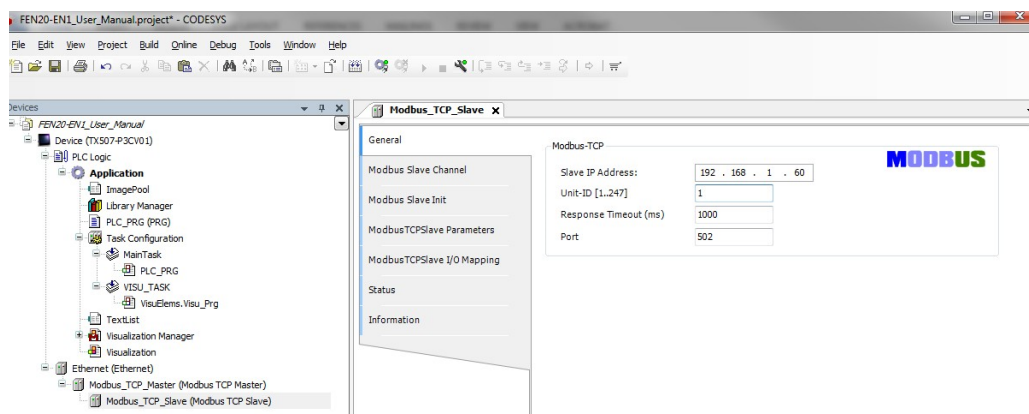 FEN20-EN1_User_Manual.project* - CODESYS
File Edit View Project Build Online Debug Tools Window Help
Devices
FEN20-EN1_User_Manual
Device (TX507-P3CV01)
PLC Logic
Application
ImagePool
Library Manager
PLC_PRG (PRG)
Task Configuration
MainTask
PLC_PRG
VISU_TASK
VisuElems.Visu_Prg
TextList
Visualization Manager
Visualization
Ethernet (Ethernet)
Modbus_TCP_Master (Modbus TCP Master)
Modbus_TCP_Slave (Modbus TCP Slave)
Modbus_TCP_Slave X
General
Modbus Slave Channel
Modbus Slave Init
ModbusTCPSlave Parameters
ModbusTCPSlave I/O Mapping
Status
Information
Modbus-TCP
MODBUS
Slave IP Address: 192 . 168 . 1 . 60
Unit-ID [1..247] 1
Response Timeout (ms) 1000
Port 502